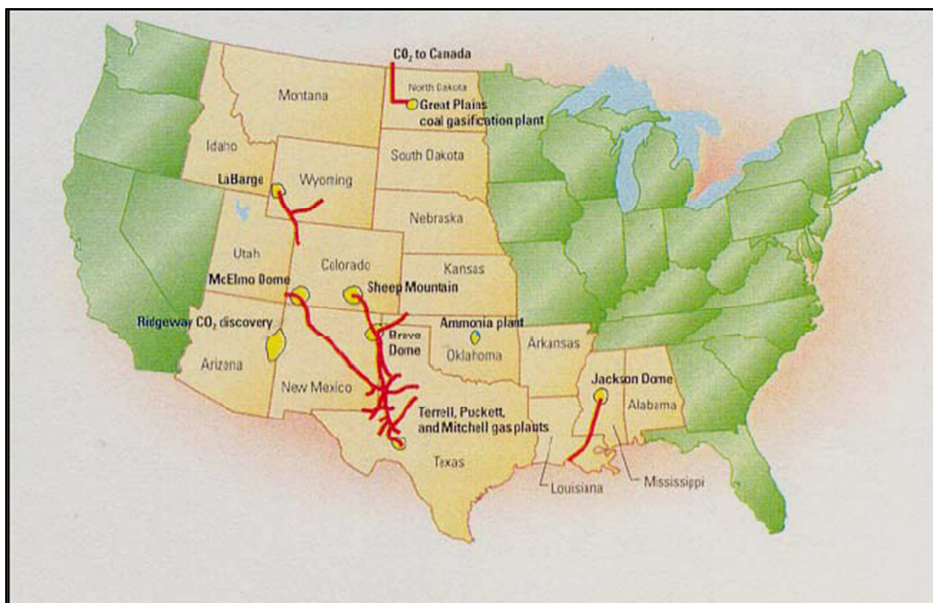 CO₂ to Canada
North Dakota
Montana
Great Plains
coal gasification plant
Idaho
South Dakota
LaBarge
Wyoming
Nebraska
Utah
Colorado
Kansas
McElmo Dome
Sheep Mountain
Ridgeway CO₂ discovery
Ammonia plant
Bravo
Dome
Oklahoma
Arkansas
Arizona
New Mexico
Jackson Dome
Alabama
Terrell, Puckett,
and Mitchell gas plants
Texas
Louisiana
Mississippi